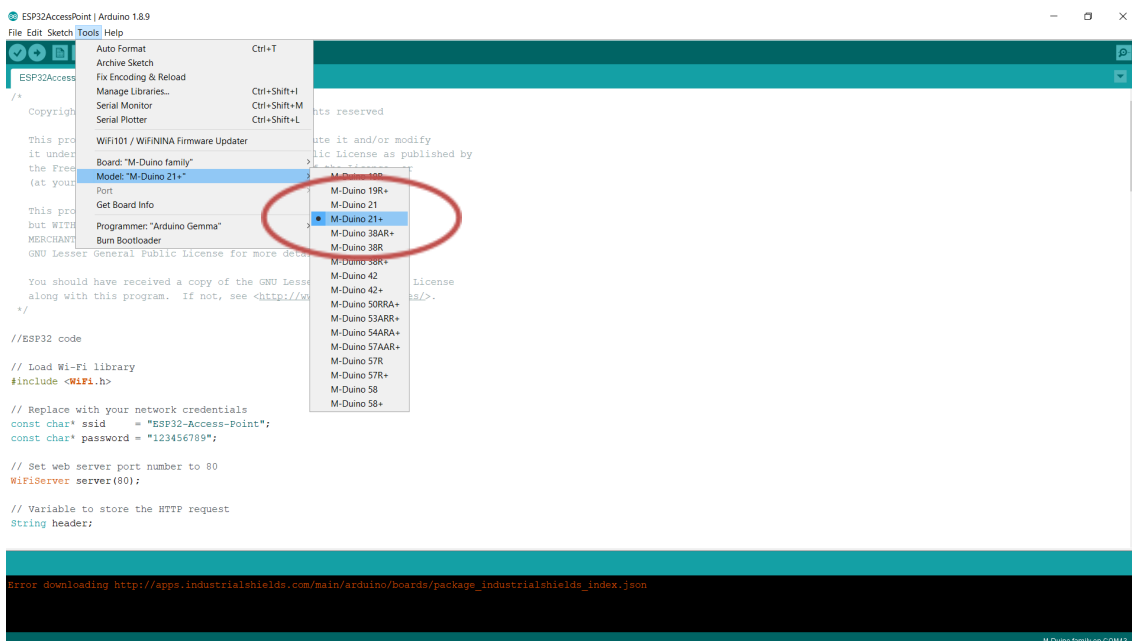 ESP32AccessPoint | Arduino 1.8.9
File Edit Sketch Tools Help
ESP32Access
Auto Format Ctrl+T
Archive Sketch
Fix Encoding & Reload
Manage Libraries... Ctrl+Shift+I
Serial Monitor Ctrl+Shift+M
Serial Plotter Ctrl+Shift+L
WiFi101 / WiFiNINA Firmware Updater
Board: "M-Duino family"
Model: "M-Duino 21+"
Port
Get Board Info
Programmer: "Arduino Gemma"
Burn Bootloader
M-Duino 19R+
M-Duino 21
M-Duino 21+
M-Duino 38AR+
M-Duino 38R
M-Duino 38R+
M-Duino 42
M-Duino 42+
M-Duino 50RRA+
M-Duino 53ARR+
M-Duino 54ARA+
M-Duino 57AAR+
M-Duino 57R
M-Duino 57R+
M-Duino 58
M-Duino 58+
/*
Copyrigh hts reserved
This pro ute it and/or modify
it under lic License as published by
the Free
(at your
This pro
but WITH
MERCHANT
GNU Lesser General Public License for more deta
You should have received a copy of the GNU Lesse License
along with this program. If not, see <http://w es/>.
*/
//ESP32 code
// Load Wi-Fi library
#include <WiFi.h>
// Replace with your network credentials
const char* ssid = "ESP32-Access-Point";
const char* password = "123456789";
// Set web server port number to 80
WiFiServer server(80);
// Variable to store the HTTP request
String header;
Error downloading http://apps.industrialshields.com/main/arduino/boards/package_industrialshields_index.json